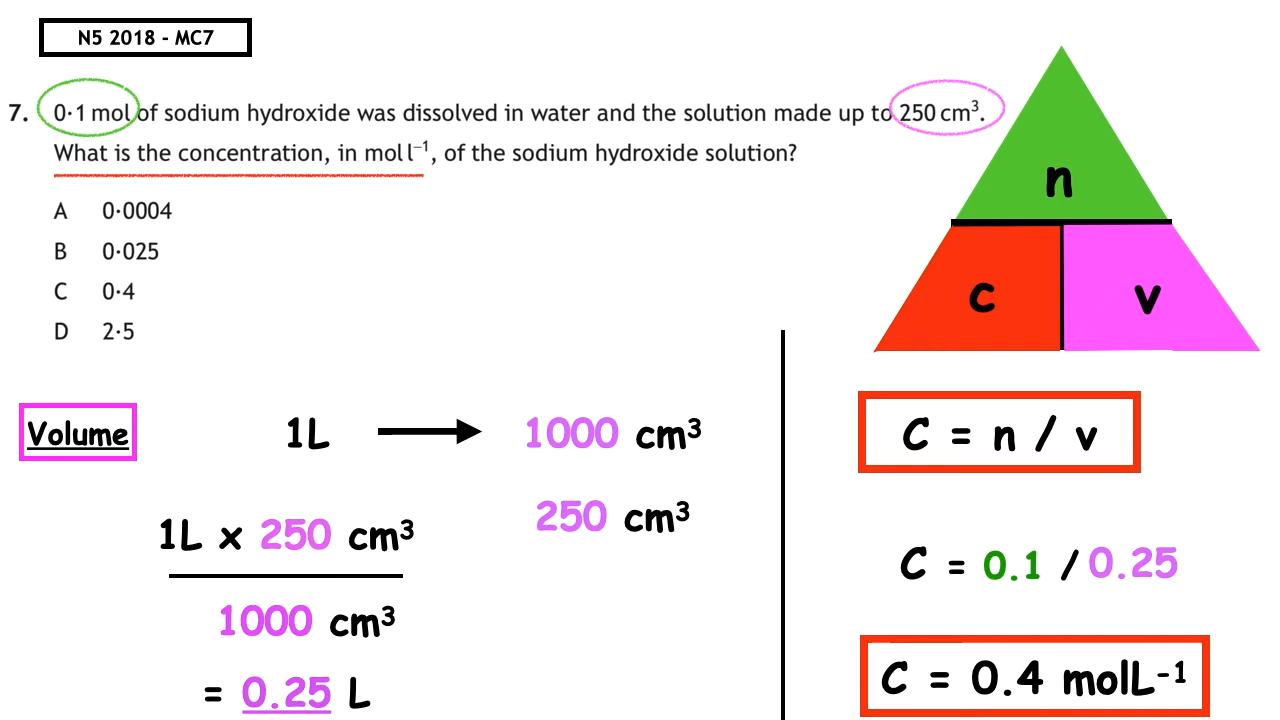 N5 2018 - MC7
7. 0·1 mol of sodium hydroxide was dissolved in water and the solution made up to 250 cm³.
What is the concentration, in mol l⁻¹, of the sodium hydroxide solution?
A 0·0004
B 0·025
C 0·4
D 2·5
n
c v
Volume
1L 1000 cm³
250 cm³
1L x 250 cm³
1000 cm³
= 0.25 L
C = n / v
C = 0.1 / 0.25
C = 0.4 molL⁻¹